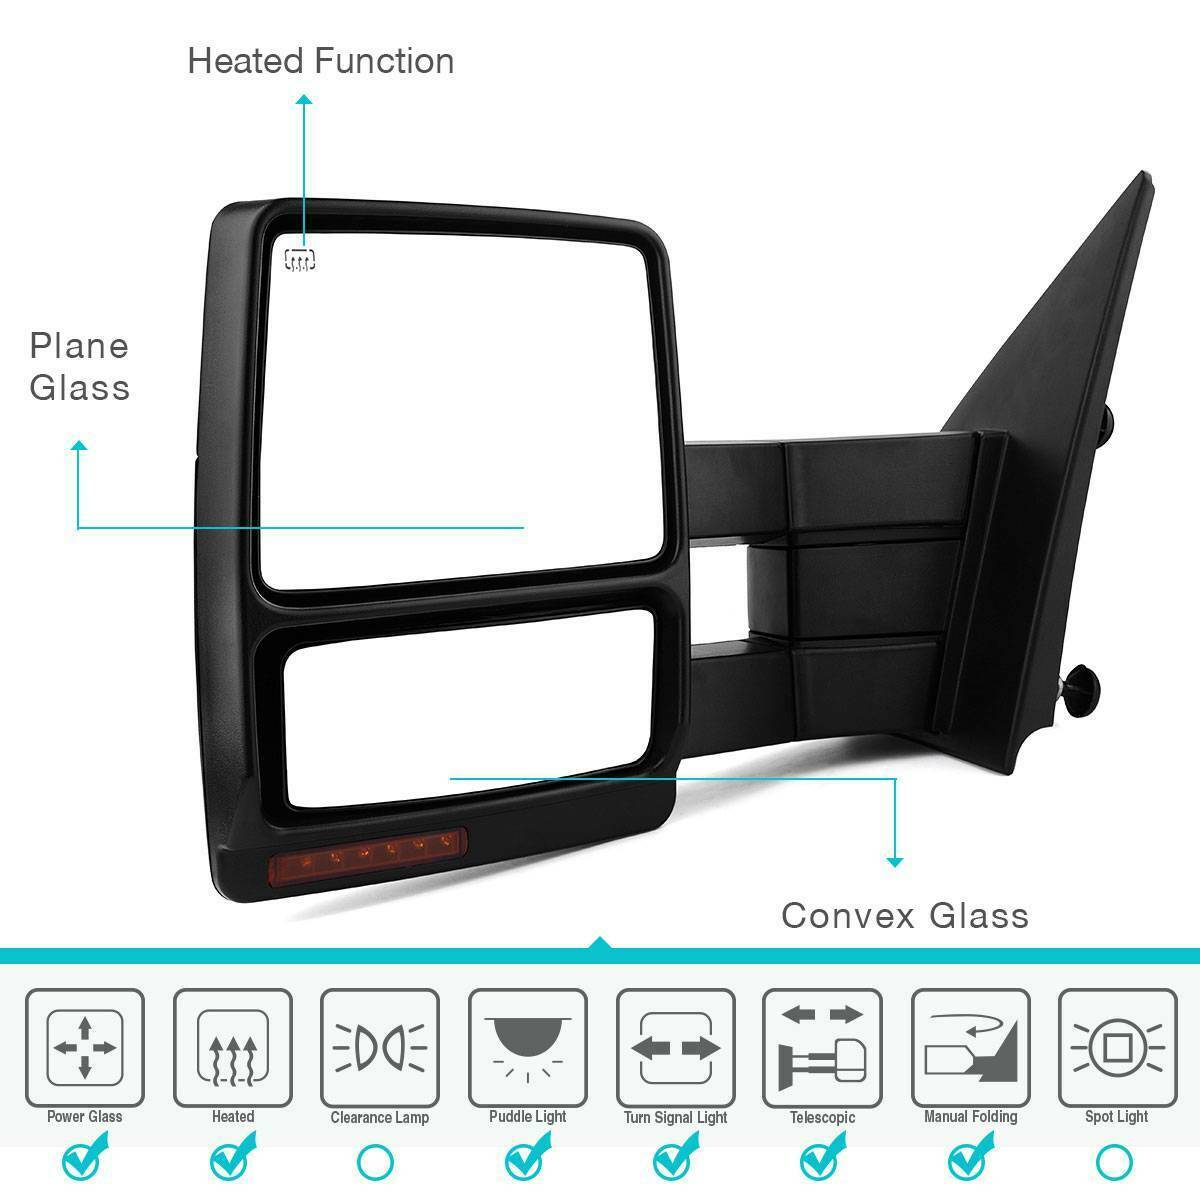 Heated Function
Plane
Glass
Convex Glass
Power Glass
Heated
Clearance Lamp
Puddle Light
Turn Signal Light
Telescopic
Manual Folding
Spot Light